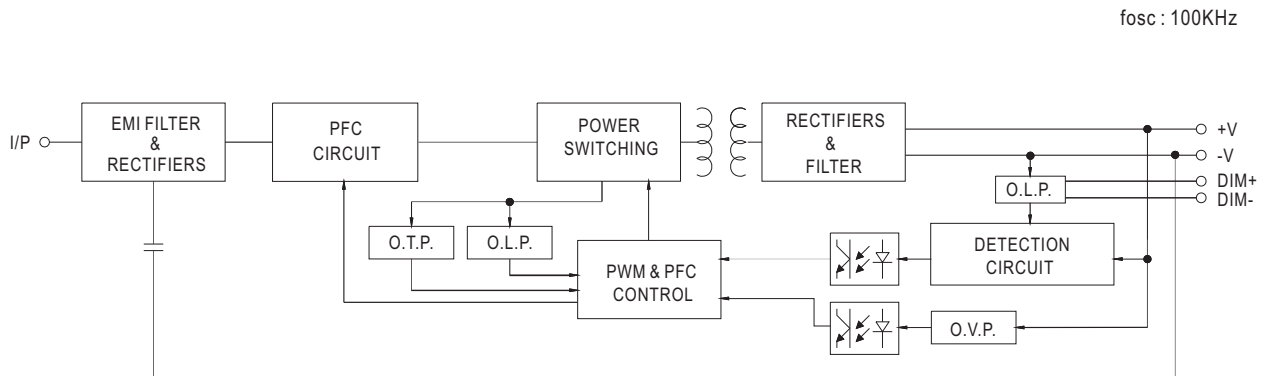 fosc : 100KHz
I/P
EMI FILTER
&
RECTIFIERS
PFC
CIRCUIT
POWER
SWITCHING
RECTIFIERS
&
FILTER
+V
-V
DIM+
DIM-
O.L.P.
O.T.P.
O.L.P.
PWM & PFC
CONTROL
DETECTION
CIRCUIT
O.V.P.